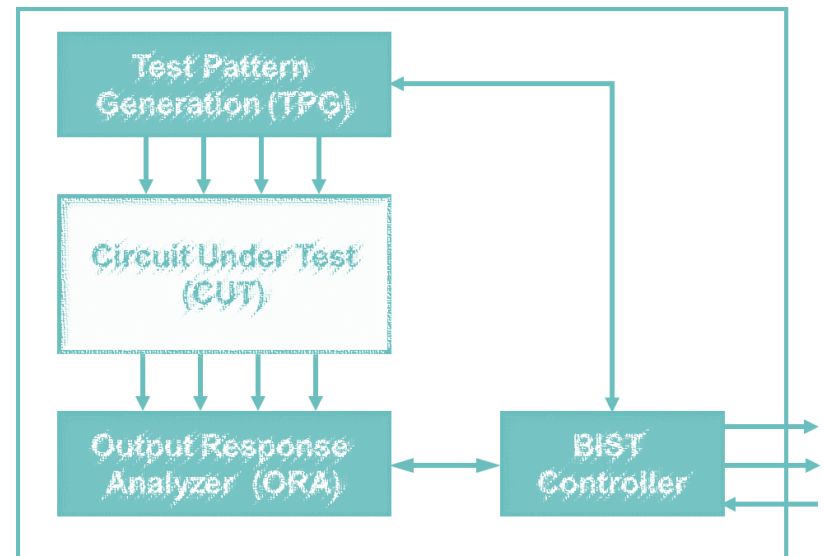 Test Pattern
Generation (TPG)
Circuit Under Test
(CUT)
Output Response
Analyzer (ORA)
BIST
Controller